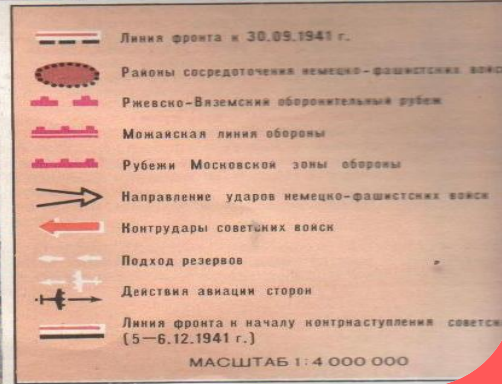 Линия фронта к 30.09.1941 г.
Районы сосредоточения немецко-фашистских войс
Ржевско-Вяземский оборонительный рубеж
Можайская линия обороны
Рубежи Московской зоны обороны
Направление ударов немецко-фашистских войск
Контрудары советских войск
Подход резервов
Действия авиации сторон
Линия фронта к началу контрнаступления советск
(5—6.12.1941 г.)
МАСШТАБ 1:4 000 000